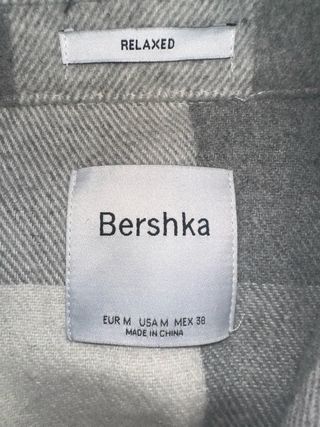 RELAXED
Bershka
EUR M USA M MEX 38
MADE IN CHINA